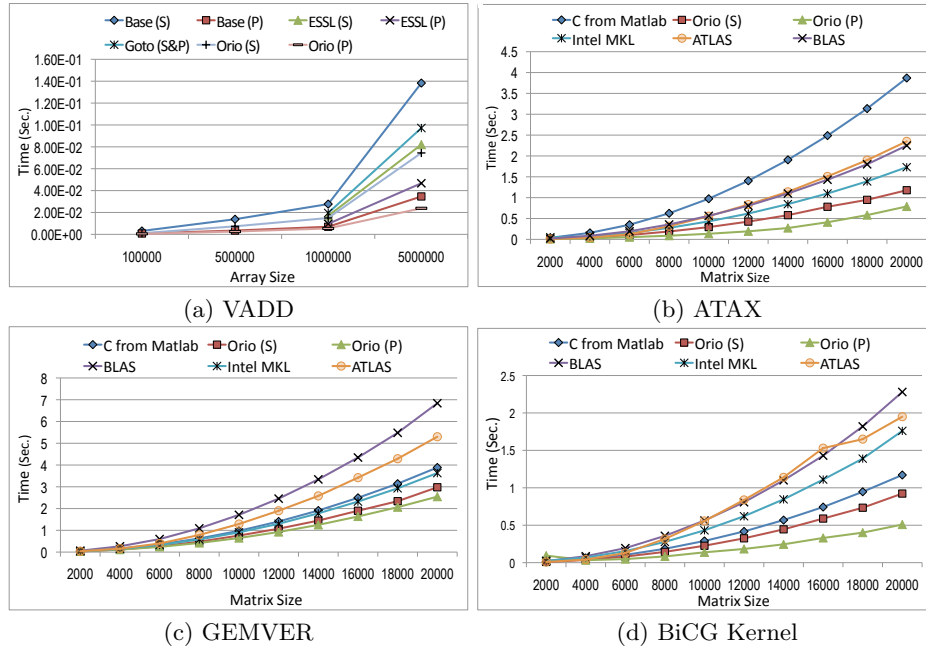 Base (S) Base (P) ESSL (S) ESSL (P)
Goto (S&P) Orio (S) Orio (P)
1.60E-01
1.40E-01
1.20E-01
1.00E-01
8.00E-02
6.00E-02
4.00E-02
2.00E-02
0.00E+00
Time (Sec.)
100000 500000 1000000 5000000
Array Size
(a) VADD
C from Matlab Orio (S) Orio (P)
Intel MKL ATLAS BLAS
4.5
4
3.5
3
2.5
2
1.5
1
0.5
0
Time (Sec.)
2000 4000 6000 8000 10000 12000 14000 16000 18000 20000
Matrix Size
(b) ATAX
C from Matlab Orio (S) Orio (P)
BLAS Intel MKL ATLAS
8
7
6
5
4
3
2
1
0
Time (Sec.)
2000 4000 6000 8000 10000 12000 14000 16000 18000 20000
Matrix Size
(c) GEMVER
C from Matlab Orio (S) Orio (P)
BLAS Intel MKL ATLAS
2.5
2
1.5
1
0.5
0
Time (Sec.)
2000 4000 6000 8000 10000 12000 14000 16000 18000 20000
Matrix Size
(d) BiCG Kernel